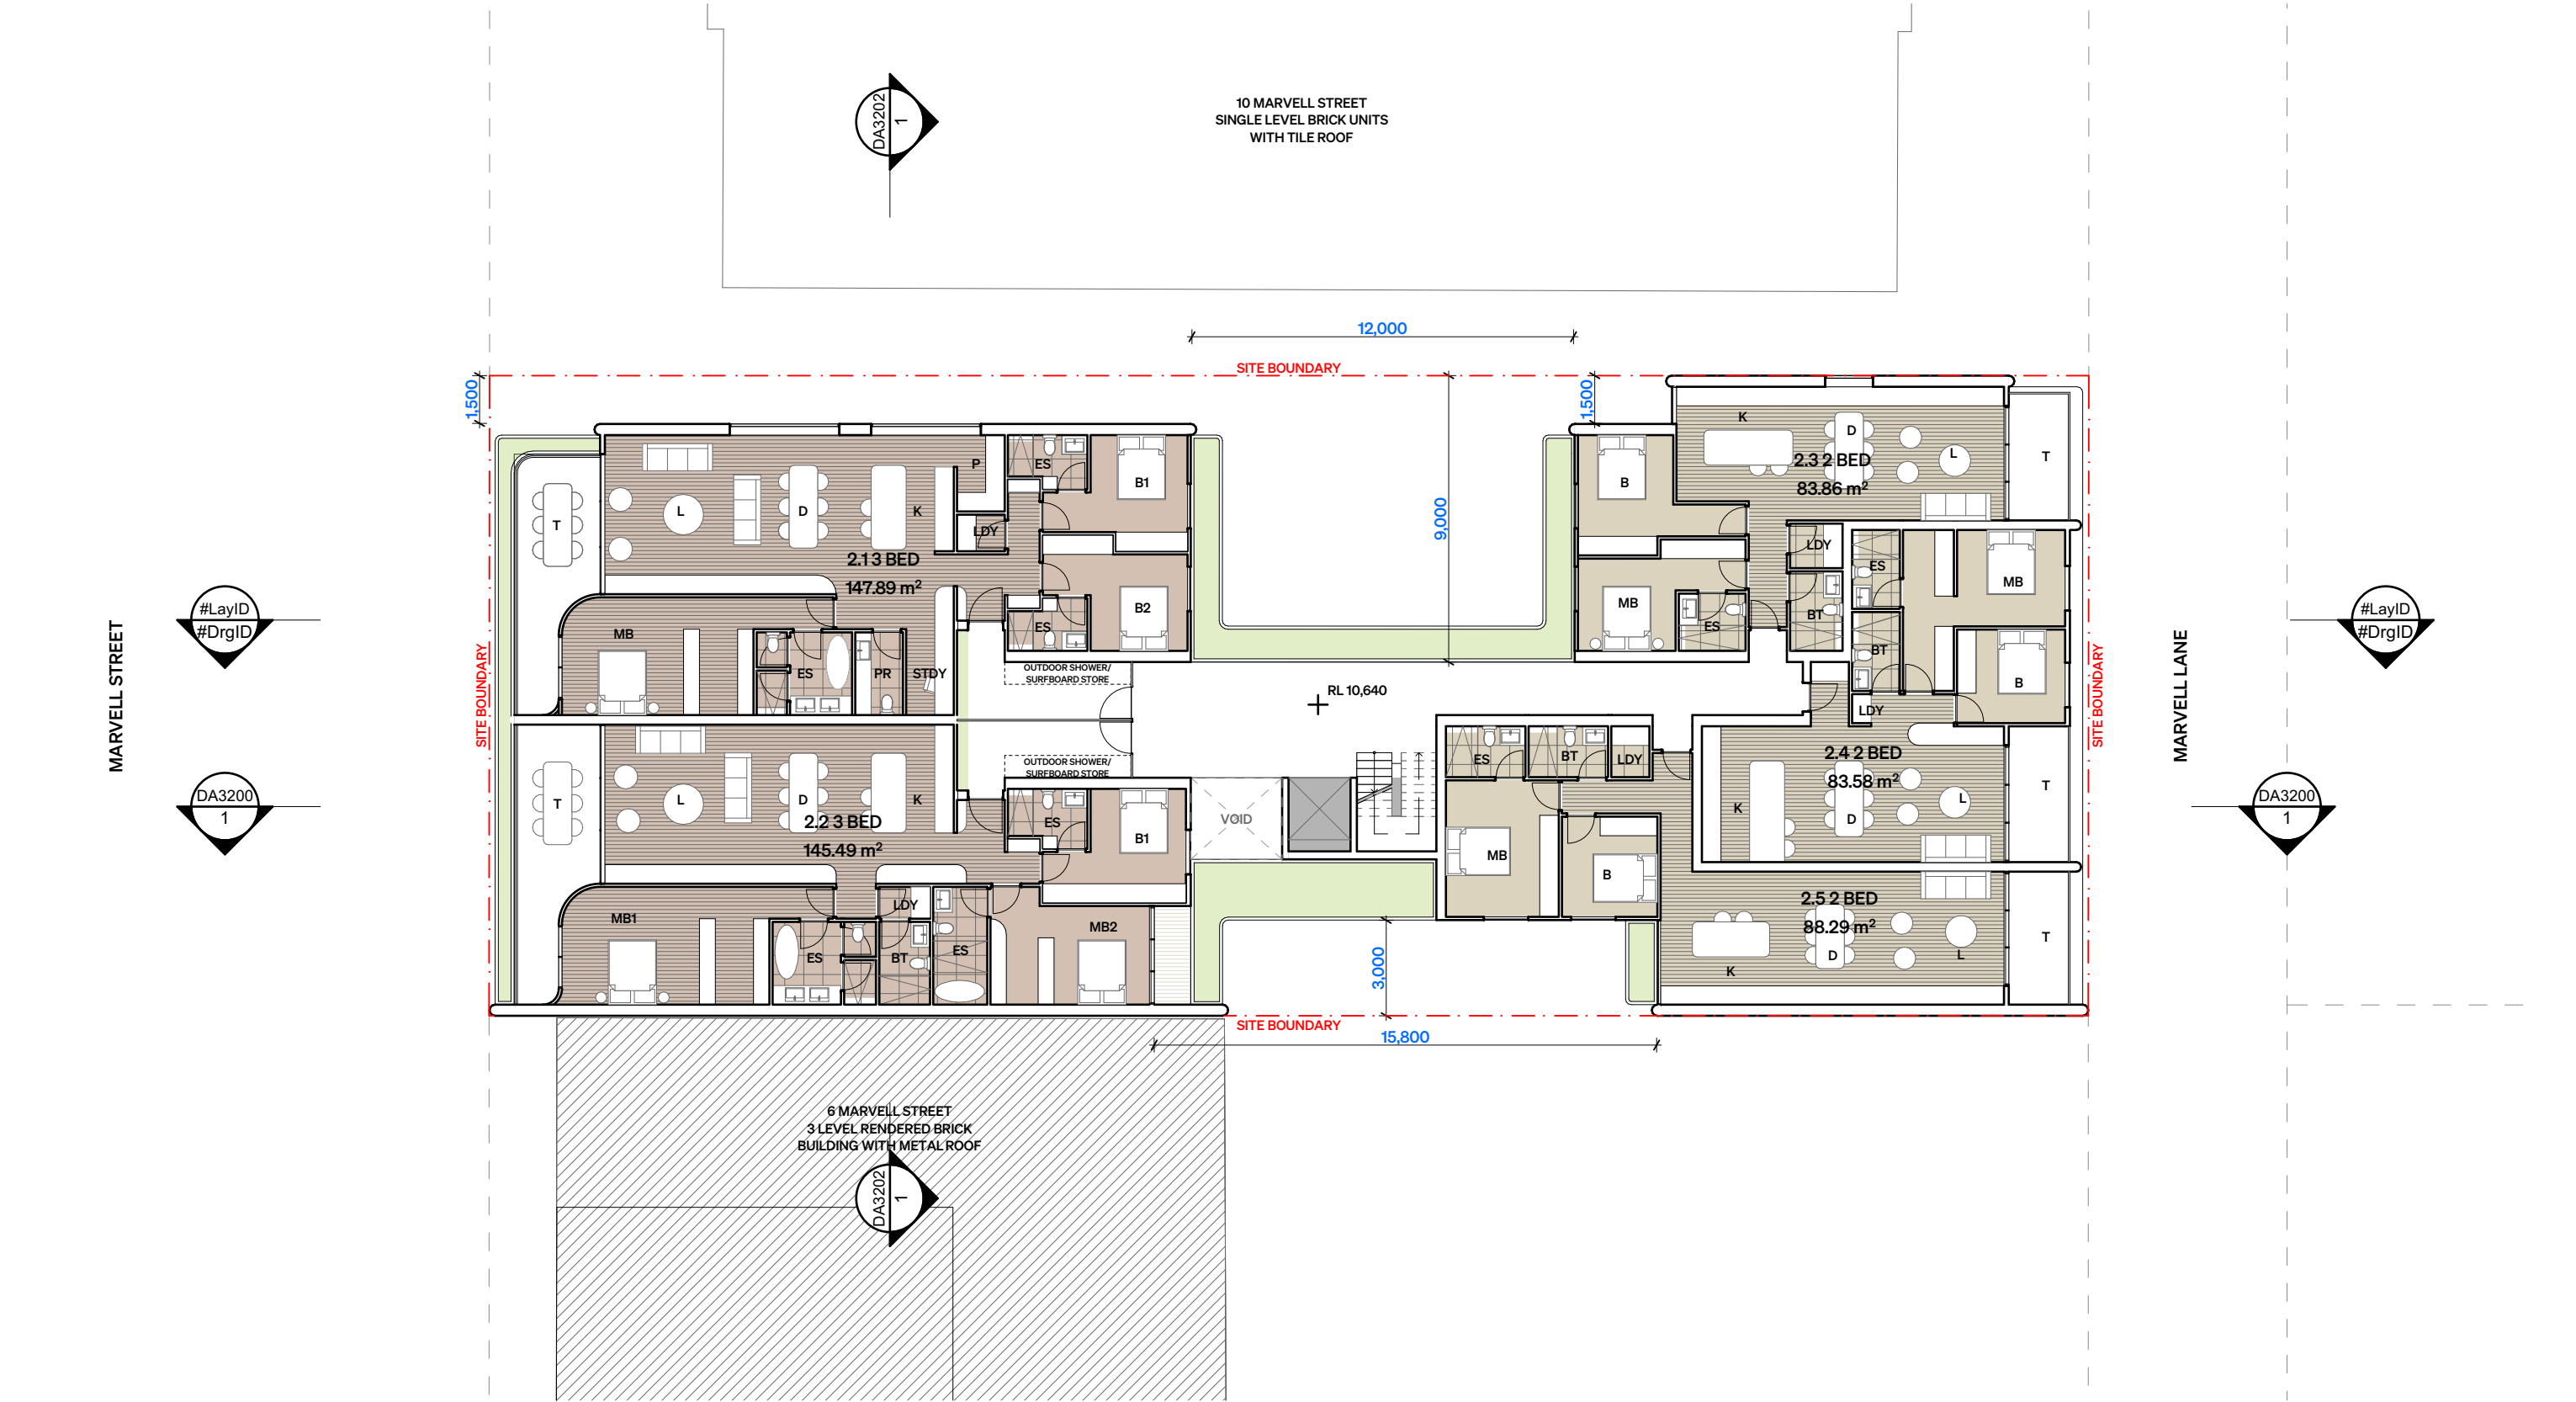 DA3202
1
10 MARVELL STREET
SINGLE LEVEL BRICK UNITS
WITH TILE ROOF
12,000
SITE BOUNDARY
1,500
1,500
9,000
MARVELL STREET
#LayID
#DrgID
DA3200
1
SITE BOUNDARY
T
L
D
K
P
LDY
ES
B1
2.1 3 BED
147.89 m²
B2
ES
MB
ES
PR
STDY
OUTDOOR SHOWER/
SURFBOARD STORE
RL 10,640
OUTDOOR SHOWER/
SURFBOARD STORE
T
L
D
K
2.2 3 BED
145.49 m²
ES
B1
VOID
MB1
ES
LDY
BT
ES
MB2
B
MB
ES
K
D
L
T
2.3 2 BED
83.86 m²
LDY
BT
ES
MB
BT
B
LDY
2.4 2 BED
83.58 m²
K
D
L
T
ES
BT
LDY
MB
B
2.5 2 BED
88.29 m²
K
D
L
T
3,000
15,800
SITE BOUNDARY
SITE BOUNDARY
MARVELL LANE
#LayID
#DrgID
DA3200
1
6 MARVELL STREET
3 LEVEL RENDERED BRICK
BUILDING WITH METAL ROOF
DA3202
1